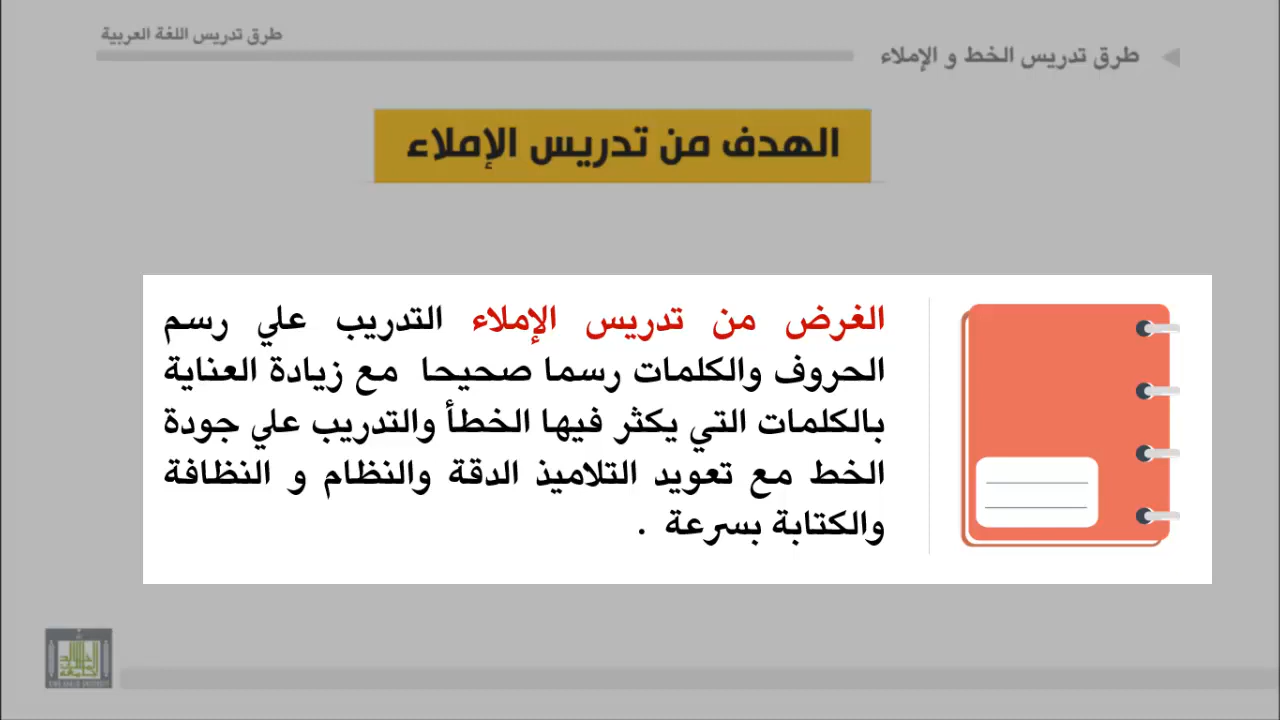 طرق تدريس اللغة العربية
طرق تدريس الخط و الإملاء
الهدف من تدريس الإملاء
الغرض من تدريس الإملاء التدريب علي رسم
الحروف والكلمات رسما صحيحا مع زيادة العناية
بالكلمات التي يكثر فيها الخطأ والتدريب علي جودة
الخط مع تعويد التلاميذ الدقة والنظام و النظافة
والكتابة بسرعة .